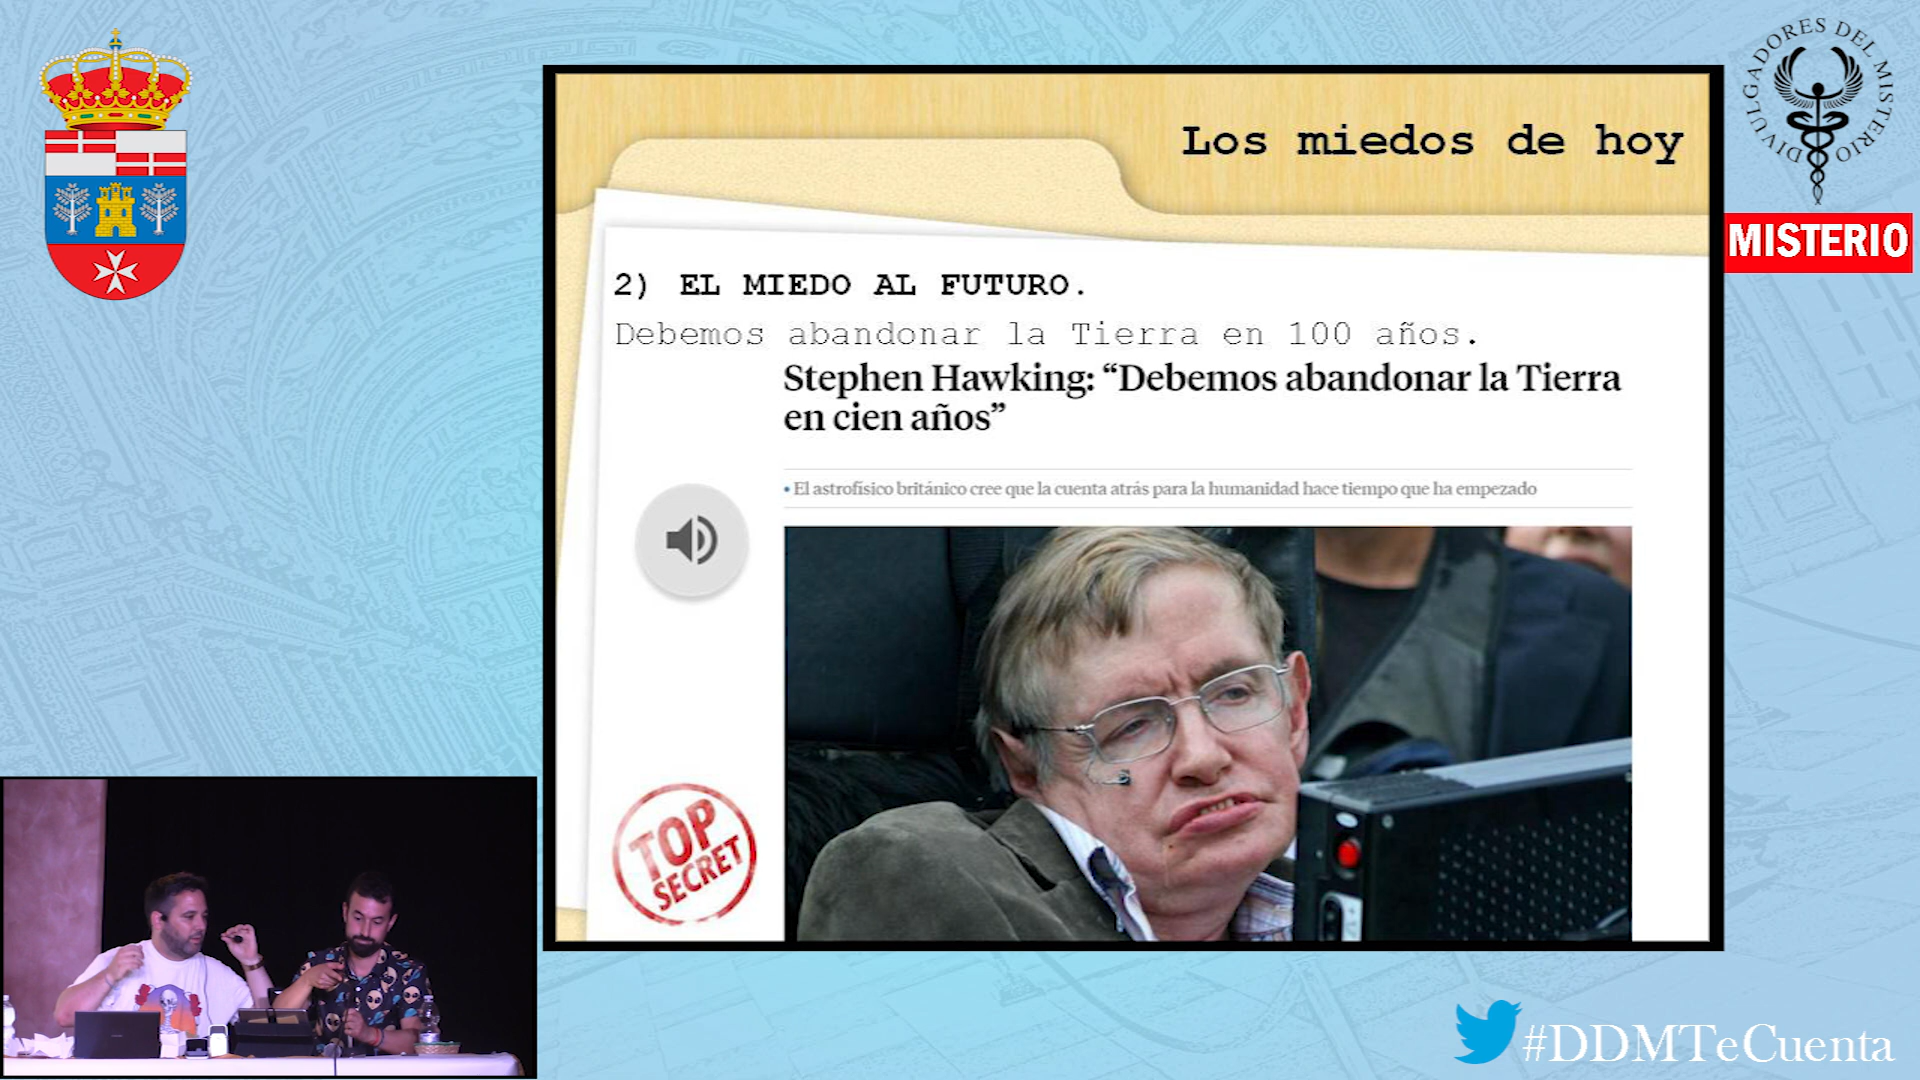 DIVULGADORES DEL MISTERIO
MISTERIO
Los miedos de hoy
2) EL MIEDO AL FUTURO.
Debemos abandonar la Tierra en 100 años.
Stephen Hawking: “Debemos abandonar la Tierra
en cien años”
• El astrofísico británico cree que la cuenta atrás para la humanidad hace tiempo que ha empezado
TOP
SECRET
#DDMTeCuenta